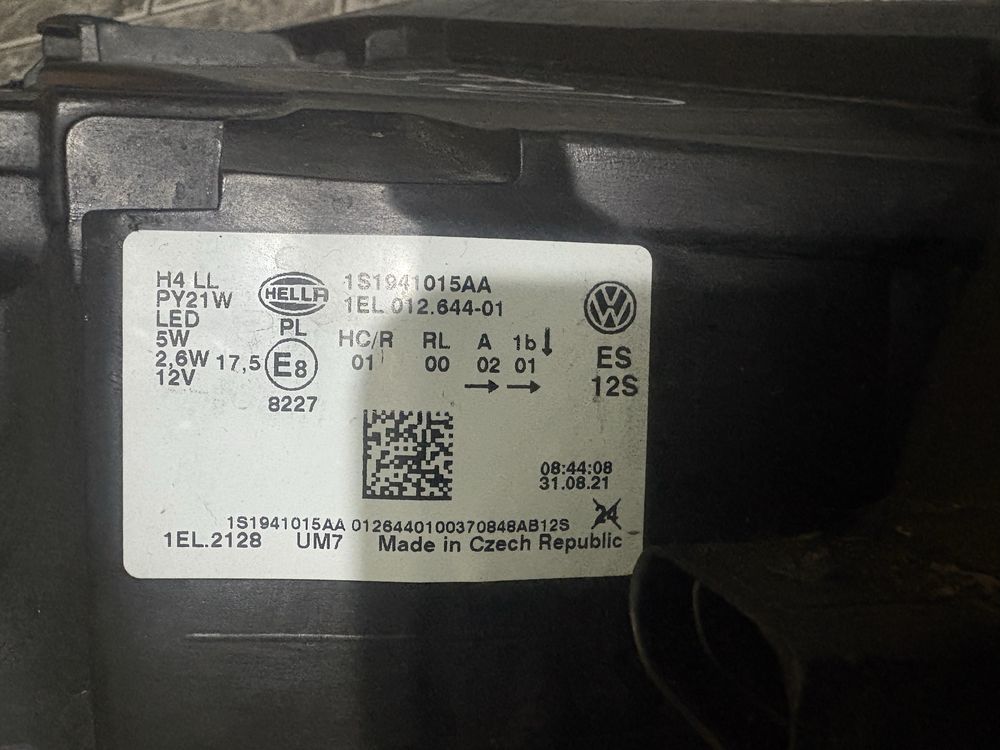 H4 LL
PY21W
LED
5W
2,6W
12V
HELLA
PL
17,5 E8
8227
1S1941015AA
1EL 012.644-01
HC/R RL A 1b↓
01 00 02 01
→ →
VW
ES
12S
08:44:08
31.08.21
24
1S1941015AA 0126440100370848AB12S
1EL.2128 UM7 Made in Czech Republic